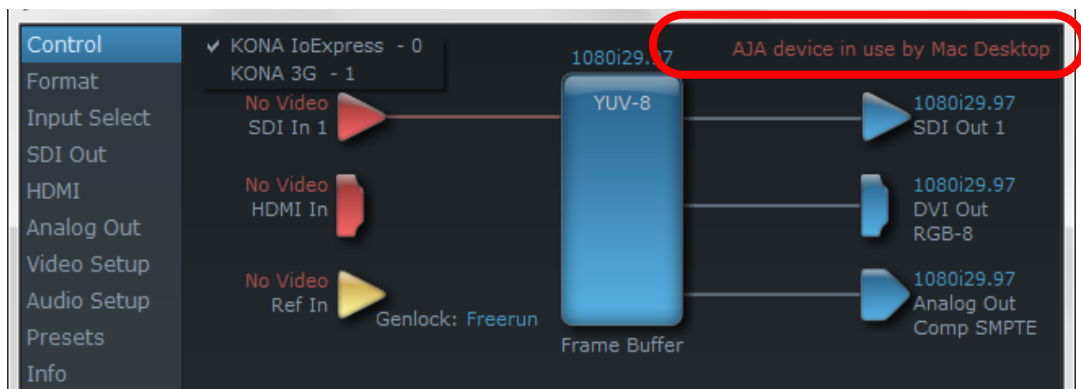 Control
Format
Input Select
SDI Out
HDMI
Analog Out
Video Setup
Audio Setup
Presets
Info
✓ KONA IoExpress - 0
KONA 3G - 1
1080i29.97
AJA device in use by Mac Desktop
No Video
SDI In 1
YUV-8
1080i29.97
SDI Out 1
No Video
HDMI In
1080i29.97
DVI Out
RGB-8
No Video
Ref In
Genlock: Freerun
Frame Buffer
1080i29.97
Analog Out
Comp SMPTE